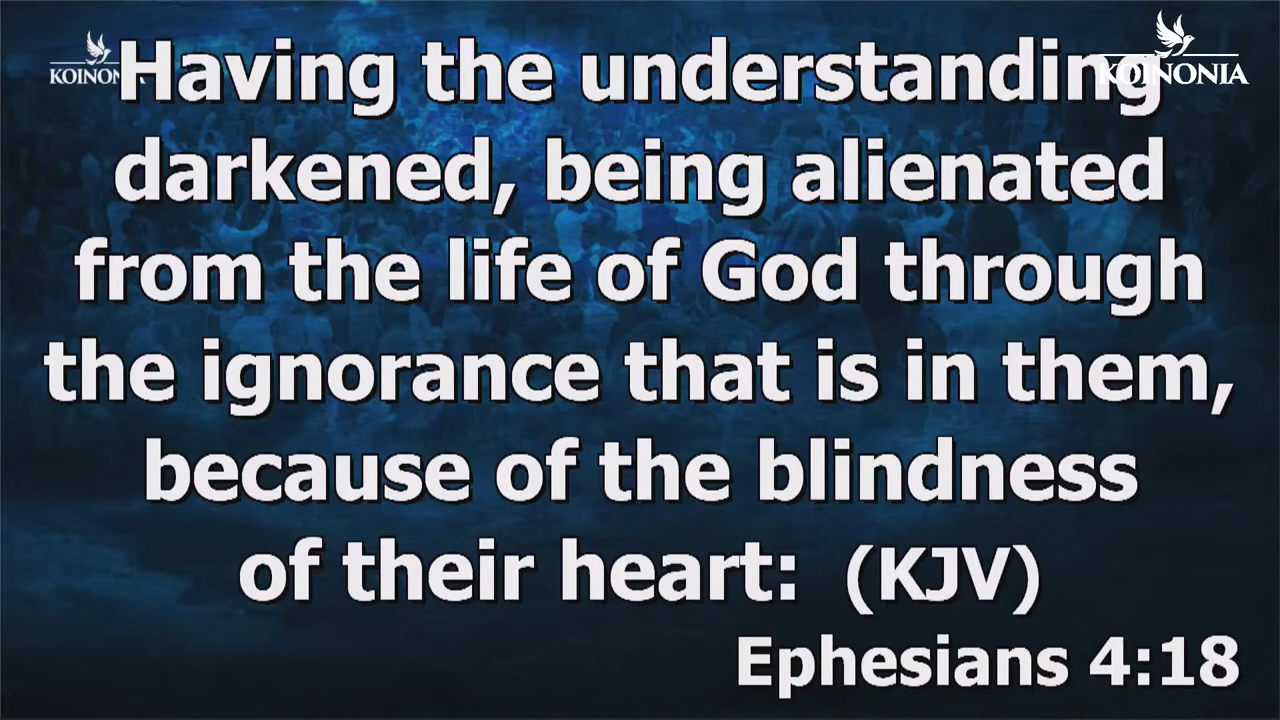 KOINONIA
Having the understanding
darkened, being alienated
from the life of God through
the ignorance that is in them,
because of the blindness
of their heart: (KJV)
Ephesians 4:18